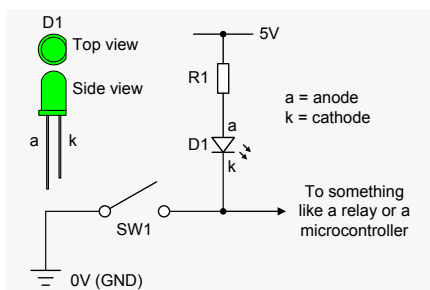 D1
Top view
Side view
a
k
5V
R1
a = anode
k = cathode
a
D1
k
SW1
To something
like a relay or a
microcontroller
0V (GND)